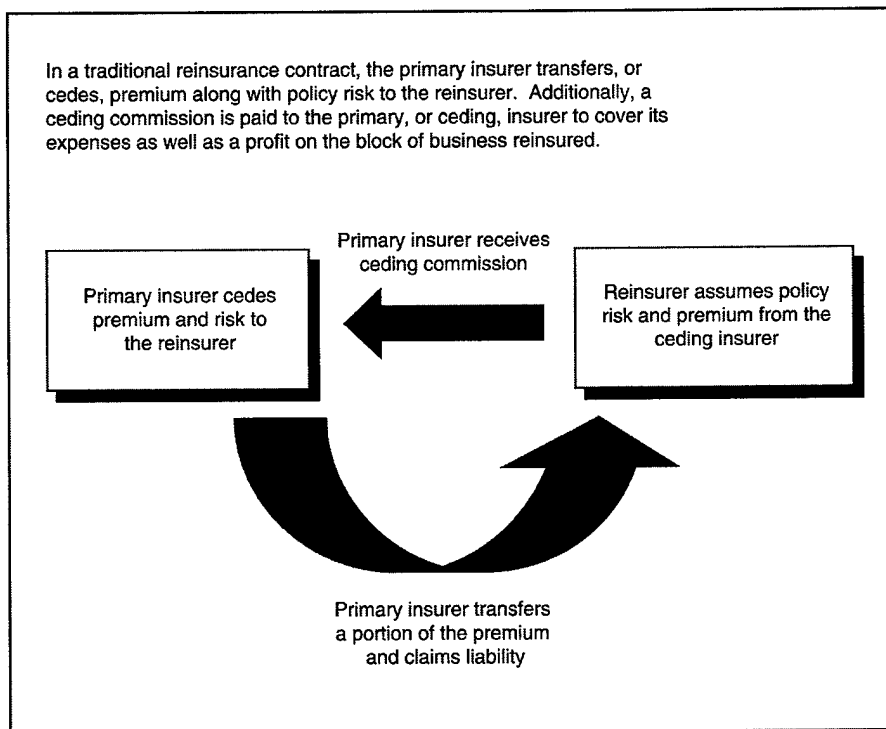 In a traditional reinsurance contract, the primary insurer transfers, or
cedes, premium along with policy risk to the reinsurer. Additionally, a
ceding commission is paid to the primary, or ceding, insurer to cover its
expenses as well as a profit on the block of business reinsured.
Primary insurer receives
ceding commission
Primary insurer cedes
premium and risk to
the reinsurer
Reinsurer assumes policy
risk and premium from the
ceding insurer
Primary insurer transfers
a portion of the premium
and claims liability